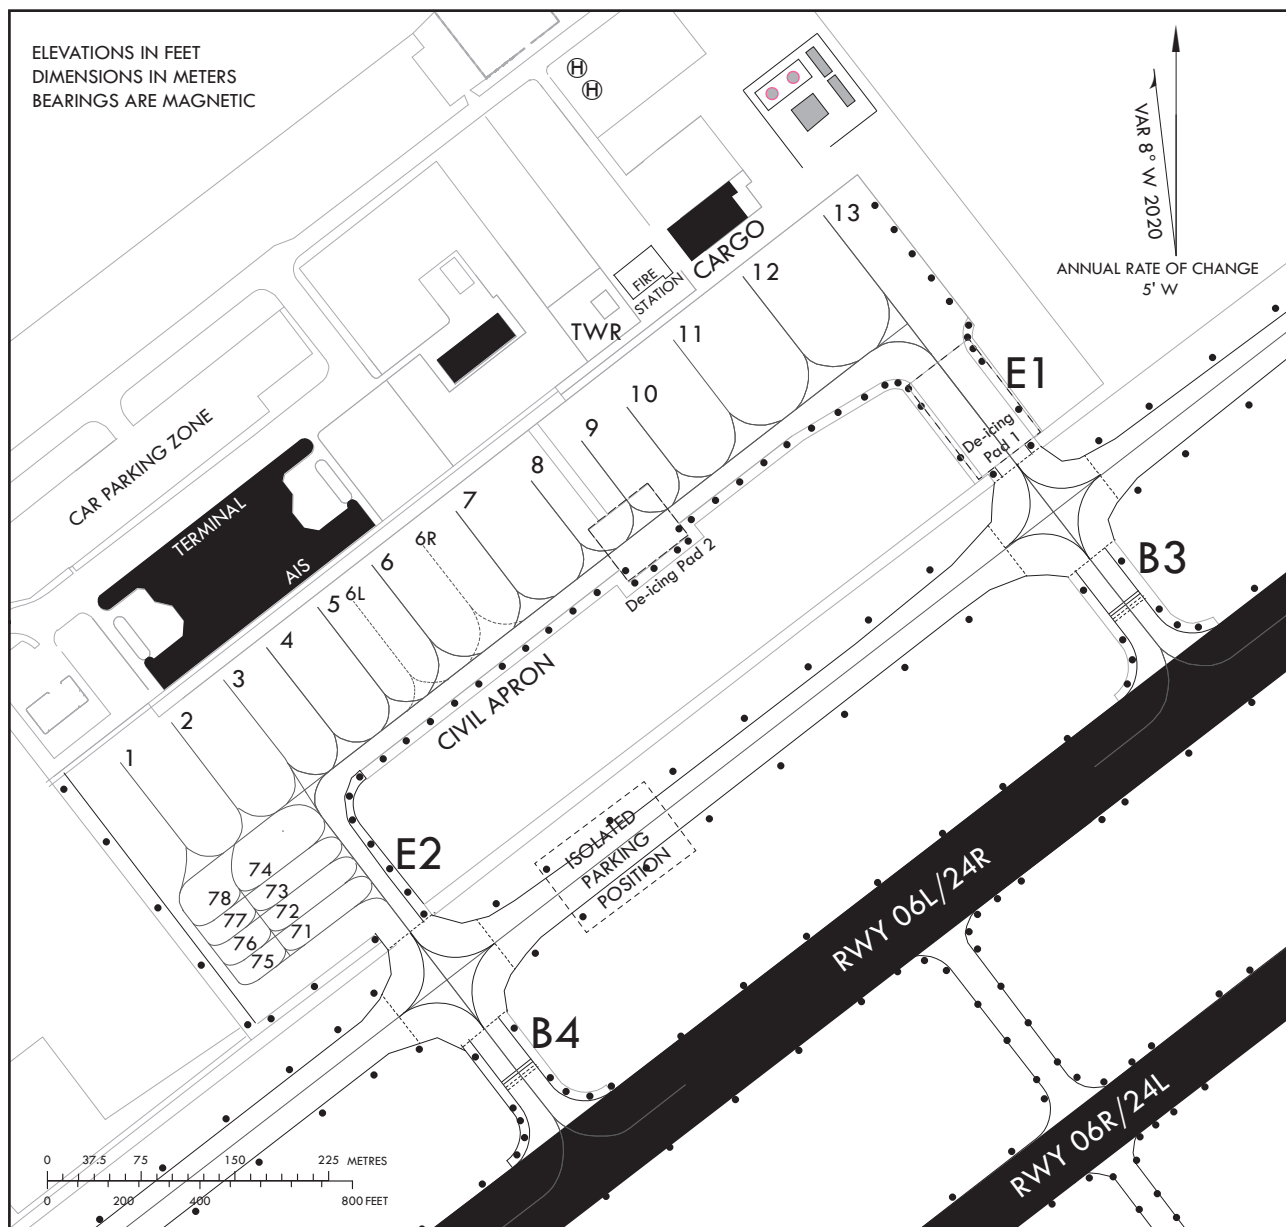 ELEVATIONS IN FEET
DIMENSIONS IN METERS
BEARINGS ARE MAGNETIC
H
H
VAR 8° W 2020
ANNUAL RATE OF CHANGE
5' W
13
CARGO
12
FIRE
STATION
TWR
11
E1
10
9
De-icing
Pad 1
8
CAR PARKING ZONE
7
TERMINAL
6R
B3
AIS
6
De-icing Pad 2
6L
5
4
CIVIL APRON
3
2
1
E2
ISOLATED
PARKING
POSITION
74
78
73
77
72
76
71
75
RWY 06L/24R
B4
RWY 06R/24L
0 37.5 75 150 225 METRES
0 200 400 800 FEET